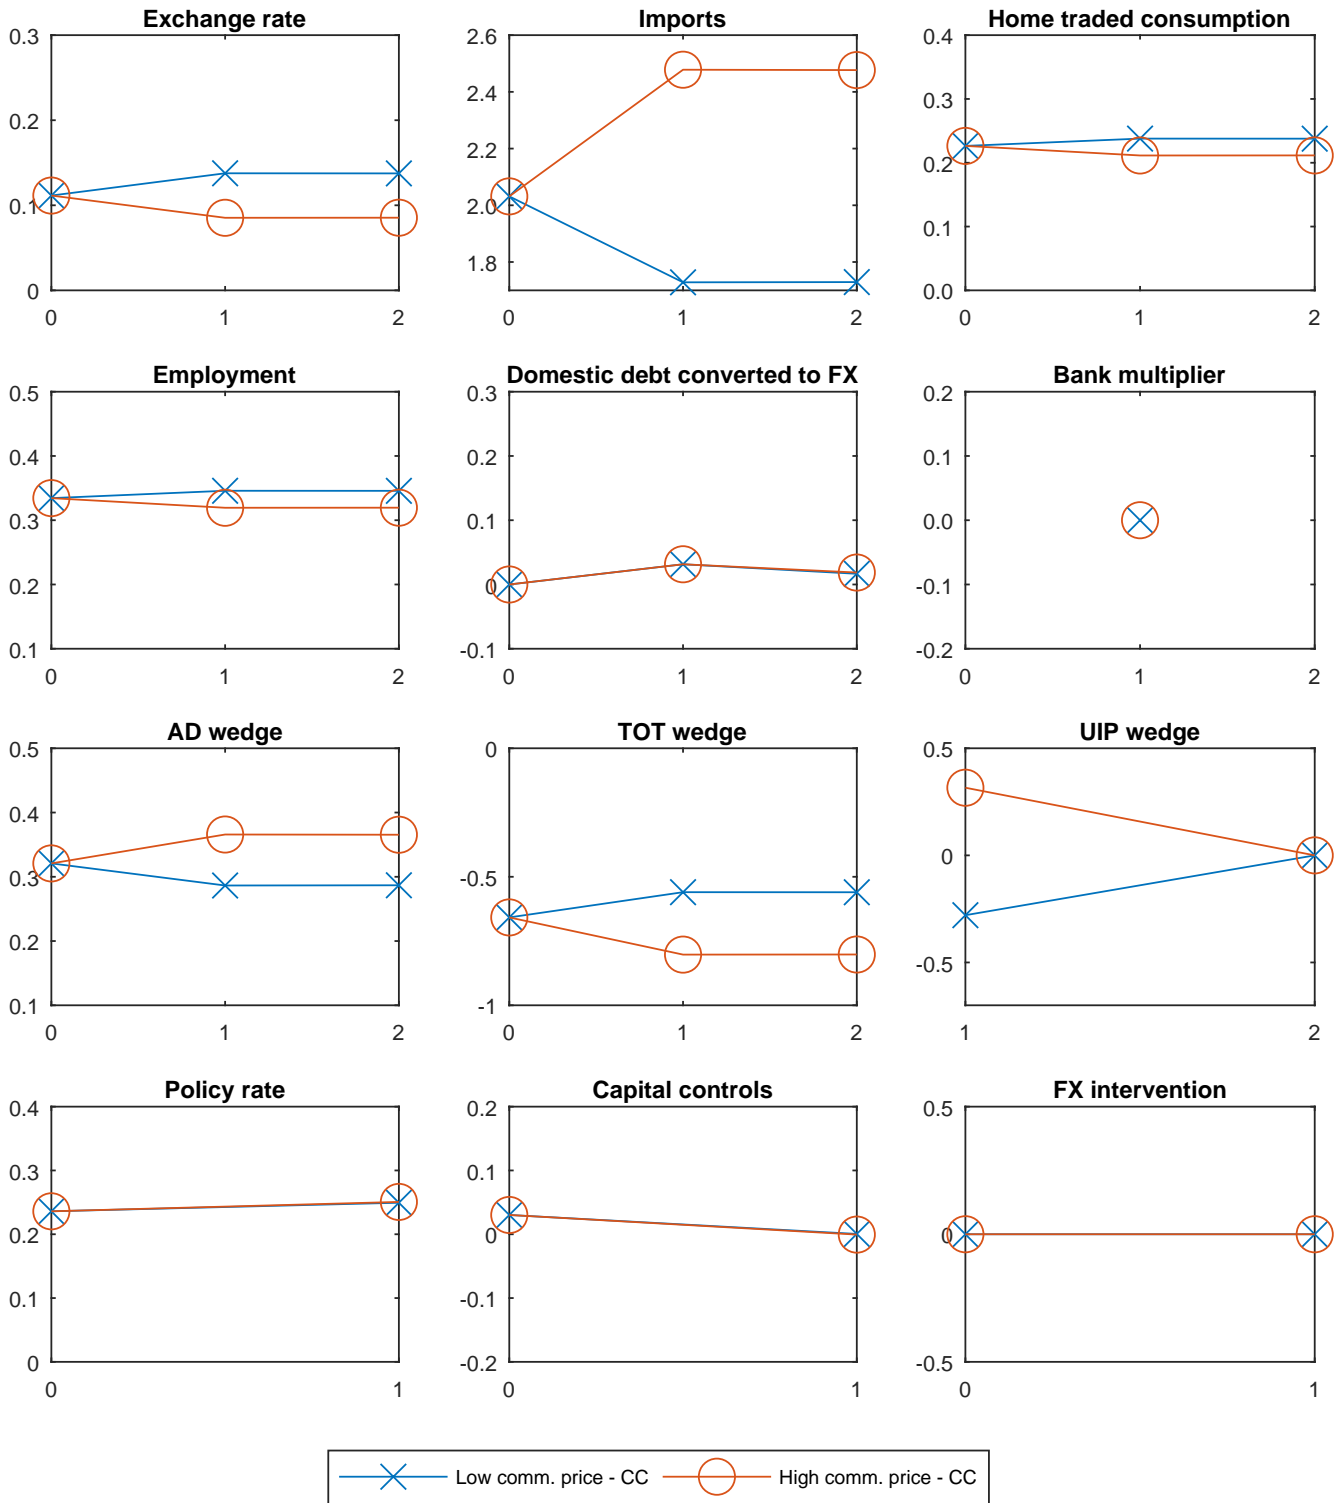 Exchange rate
0.3
0.2
0.1
0
0 1 2
Imports
2.6
2.4
2.2
2.0
1.8
0 1 2
Home traded consumption
0.4
0.3
0.2
0.1
0.0
0 1 2
Employment
0.5
0.4
0.3
0.2
0.1
0 1 2
Domestic debt converted to FX
0.3
0.2
0.1
0
-0.1
0 1 2
Bank multiplier
0.2
0.1
0.0
-0.1
-0.2
0 1 2
AD wedge
0.5
0.4
0.3
0.2
0.1
0 1 2
TOT wedge
0
-0.5
-1
0 1 2
UIP wedge
0.5
0
-0.5
1 2
Policy rate
0.4
0.3
0.2
0.1
0
0 1
Capital controls
0.2
0.1
0
-0.1
-0.2
0 1
FX intervention
0.5
0
-0.5
0 1
Low comm. price - CC High comm. price - CC